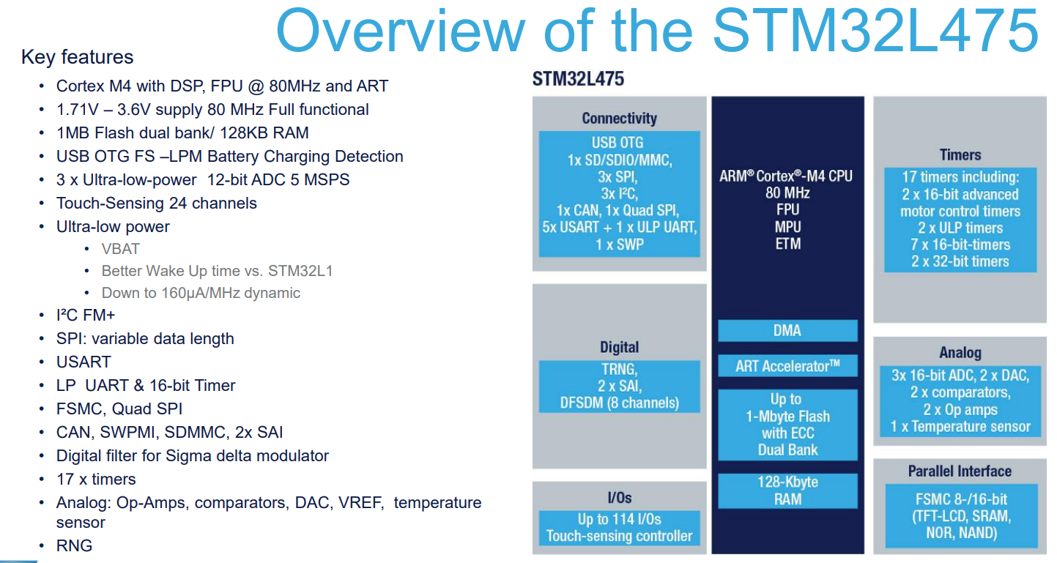 Overview of the STM32L475
Key features
• Cortex M4 with DSP, FPU @ 80MHz and ART
• 1.71V – 3.6V supply 80 MHz Full functional
• 1MB Flash dual bank/ 128KB RAM
• USB OTG FS –LPM Battery Charging Detection
• 3 x Ultra-low-power 12-bit ADC 5 MSPS
• Touch-Sensing 24 channels
• Ultra-low power
• VBAT
• Better Wake Up time vs. STM32L1
• Down to 160µA/MHz dynamic
• I²C FM+
• SPI: variable data length
• USART
• LP UART & 16-bit Timer
• FSMC, Quad SPI
• CAN, SWPMI, SDMMC, 2x SAI
• Digital filter for Sigma delta modulator
• 17 x timers
• Analog: Op-Amps, comparators, DAC, VREF, temperature
sensor
• RNG
STM32L475
Connectivity
USB OTG
1x SD/SDIO/MMC,
3x SPI,
3x I²C,
1x CAN, 1x Quad SPI,
5x USART + 1 x ULP UART,
1 x SWP
Digital
TRNG,
2 x SAI,
DFSDM (8 channels)
I/Os
Up to 114 I/Os
Touch-sensing controller
ARM® Cortex®-M4 CPU
80 MHz
FPU
MPU
ETM
DMA
ART Accelerator™
Up to
1-Mbyte Flash
with ECC
Dual Bank
128-Kbyte
RAM
Timers
17 timers including:
2 x 16-bit advanced
motor control timers
2 x ULP timers
7 x 16-bit-timers
2 x 32-bit timers
Analog
3x 16-bit ADC, 2 x DAC,
2 x comparators,
2 x Op amps
1 x Temperature sensor
Parallel Interface
FSMC 8-/16-bit
(TFT-LCD, SRAM,
NOR, NAND)